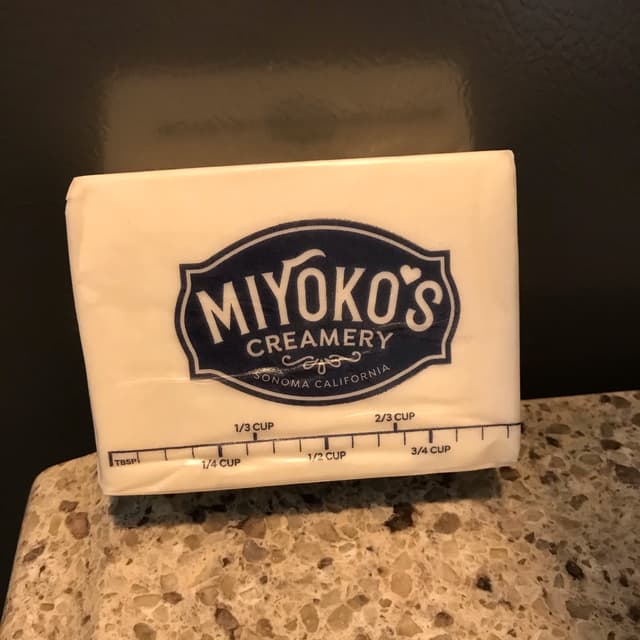 MIYOKO'S
CREAMERY
SONOMA CALIFORNIA
1/3 CUP 2/3 CUP
TBSP 1/4 CUP 1/2 CUP 3/4 CUP